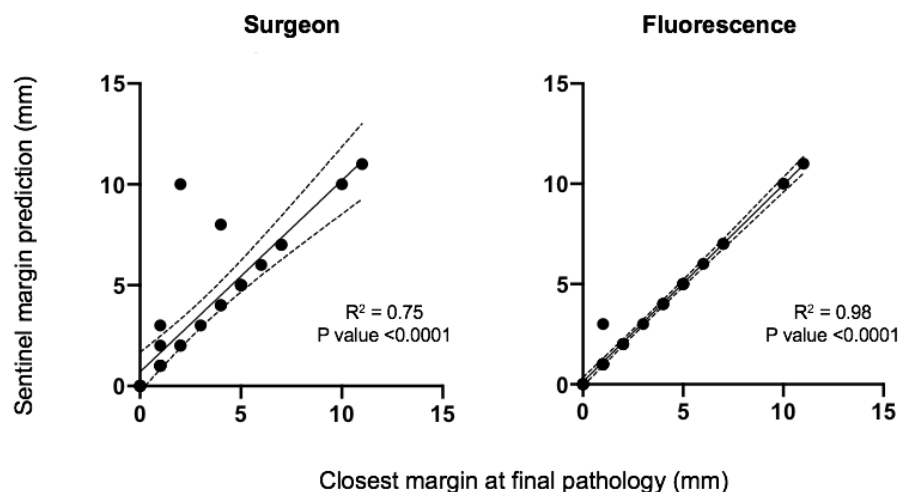 Surgeon
Sentinel margin prediction (mm)
15
10
5
0
0
5
10
15
R² = 0.75
P value <0.0001
Fluorescence
15
10
5
0
0
5
10
15
R² = 0.98
P value <0.0001
Closest margin at final pathology (mm)